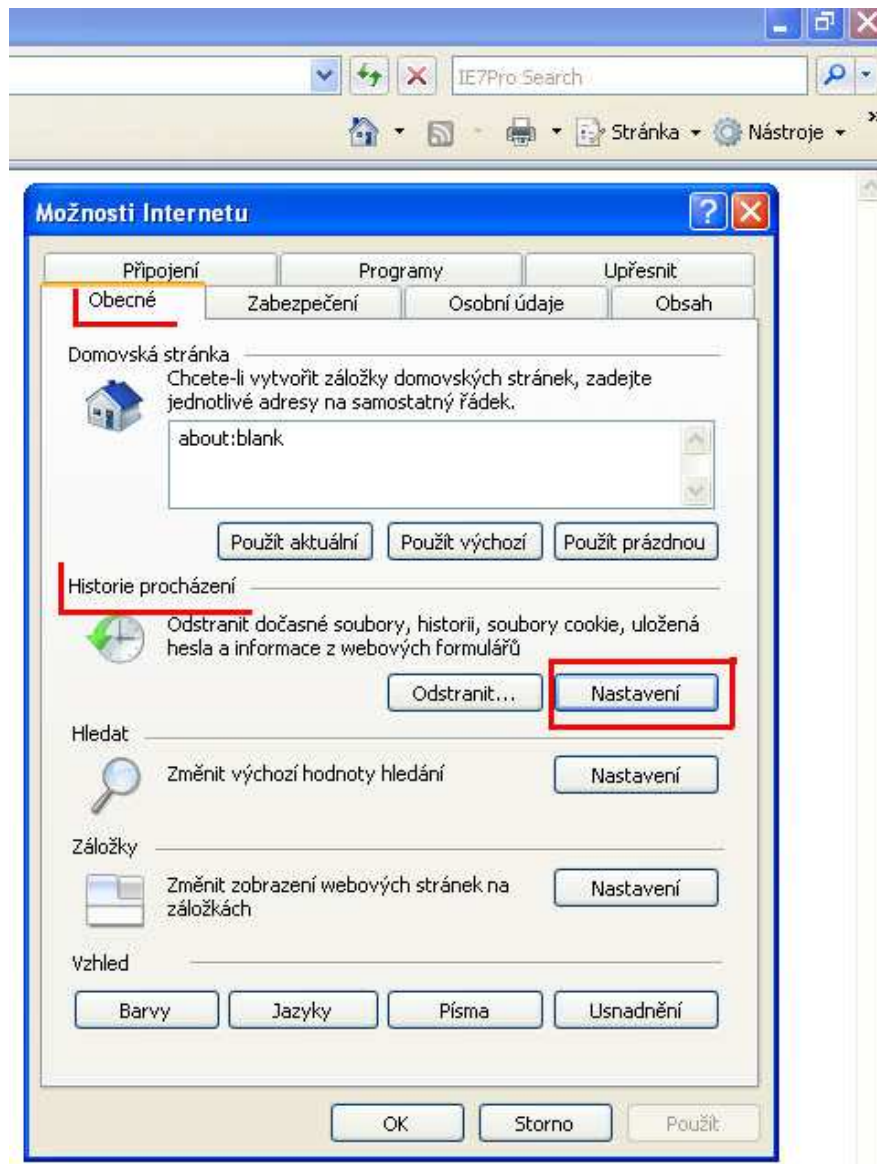 IE7Pro Search
Stránka Nástroje »
Možnosti Internetu
Připojení Programy Upřesnit
Obecné Zabezpečení Osobní údaje Obsah
Domovská stránka
Chcete-li vytvořit záložky domovských stránek, zadejte
jednotlivé adresy na samostatný řádek.
about:blank
Použít aktuální Použít výchozí Použít prázdnou
Historie procházení
Odstranit dočasné soubory, historii, soubory cookie, uložená
hesla a informace z webových formulářů
Odstranit... Nastavení
Hledat
Změnit výchozí hodnoty hledání Nastavení
Záložky
Změnit zobrazení webových stránek na
záložkách
Nastavení
Vzhled
Barvy Jazyky Písma Usnadnění
OK Storno Použít